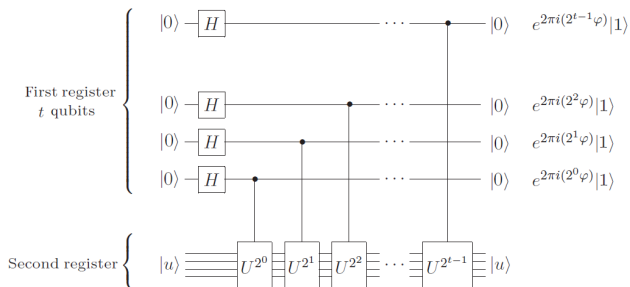 |0⟩ H ··· |0⟩ e^{2πi(2^{t-1}φ)}|1⟩
First register
t qubits
|0⟩ H ··· |0⟩ e^{2πi(2^2φ)}|1⟩
|0⟩ H ··· |0⟩ e^{2πi(2^1φ)}|1⟩
|0⟩ H ··· |0⟩ e^{2πi(2^0φ)}|1⟩
Second register |u⟩ U^{2^0} U^{2^1} U^{2^2} ··· U^{2^{t-1}} |u⟩